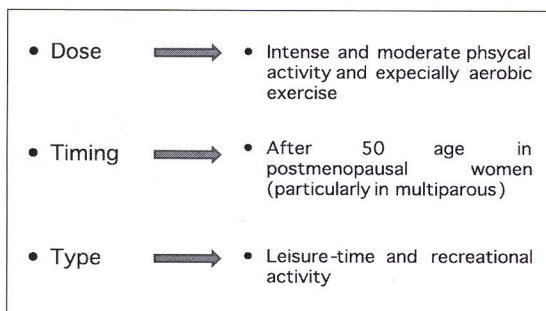 • Dose • Intense and moderate phsycal
activity and expecially aerobic
exercise
• Timing • After 50 age in
postmenopausal women
(particularly in multiparous)
• Type • Leisure-time and recreational
activity